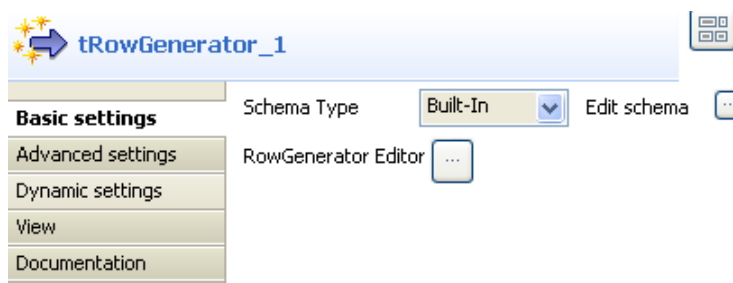 tRowGenerator_1
Basic settings
Schema Type Built-In Edit schema ...
Advanced settings
RowGenerator Editor ...
Dynamic settings
View
Documentation